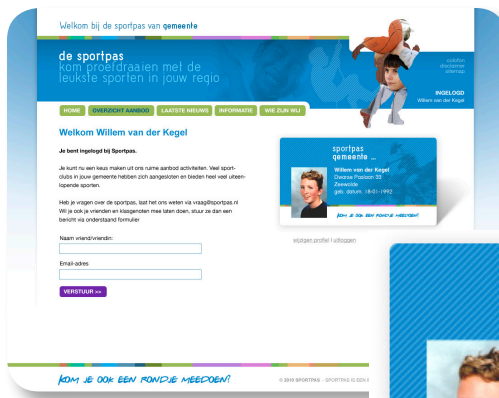 Welkom bij de sportpas van gemeente
de sportpas
kom proefdraaien met de
leukste sporten in jouw regio
colofon
disclaimer
sitemap
INGELOGD
Willem van der Kegel
HOME
OVERZICHT AANBOD
LAATSTE NIEUWS
INFORMATIE
WIE ZIJN WIJ
Welkom Willem van der Kegel
Je bent ingelogd bij Sportpas.
Je kunt nu een keus maken uit ons ruime aanbod activiteiten. Veel sport-
clubs in jouw gemeente hebben zich aangesloten en bieden heel veel uiteen-
lopende sporten.
Heb je vragen over de sportpas, laat het ons weten via vraag@sportpas.nl
Wil je ook je vrienden en klasgenoten mee laten doen, stuur ze dan een
bericht via onderstaand formulier
Naam vriend/vriendin:
Email-adres
VERSTUUR >>
sportpas
gemeente ...
Willem van der Kegel
Dwarse Paslaan 33
Zeewolde
geb. datum. 18-01-1992
KOM JE OOK EEN RONDJE MEEDOEN?
wijzigen profiel | uitloggen
KOM JE OOK EEN RONDJE MEEDOEN?
© 2010 SPORTPAS - SPORTPAS IS EEN